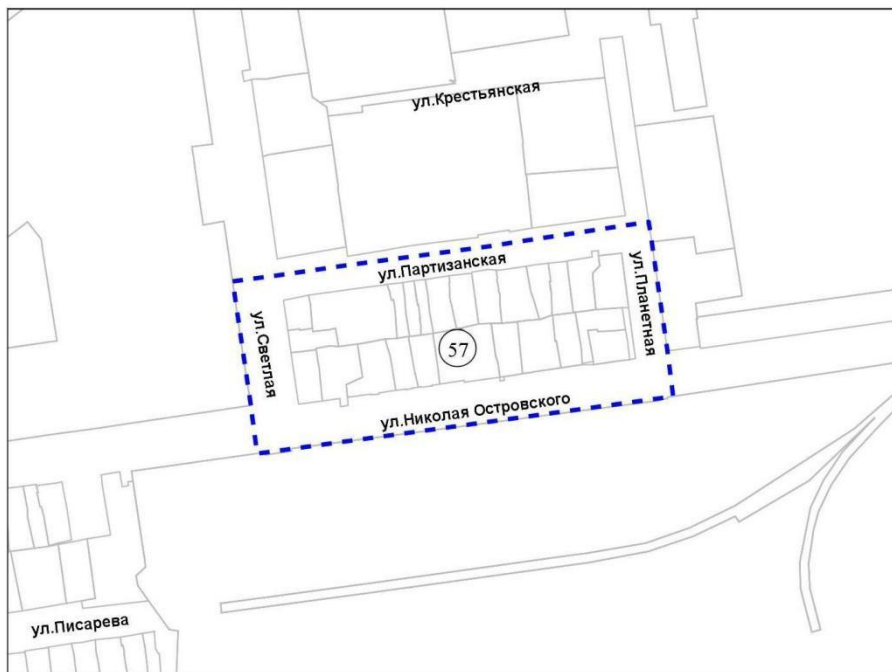 ул.Крестьянская
ул.Партизанская
ул.Планетная
ул.Светлая
57
ул.Николая Островского
ул.Писарева